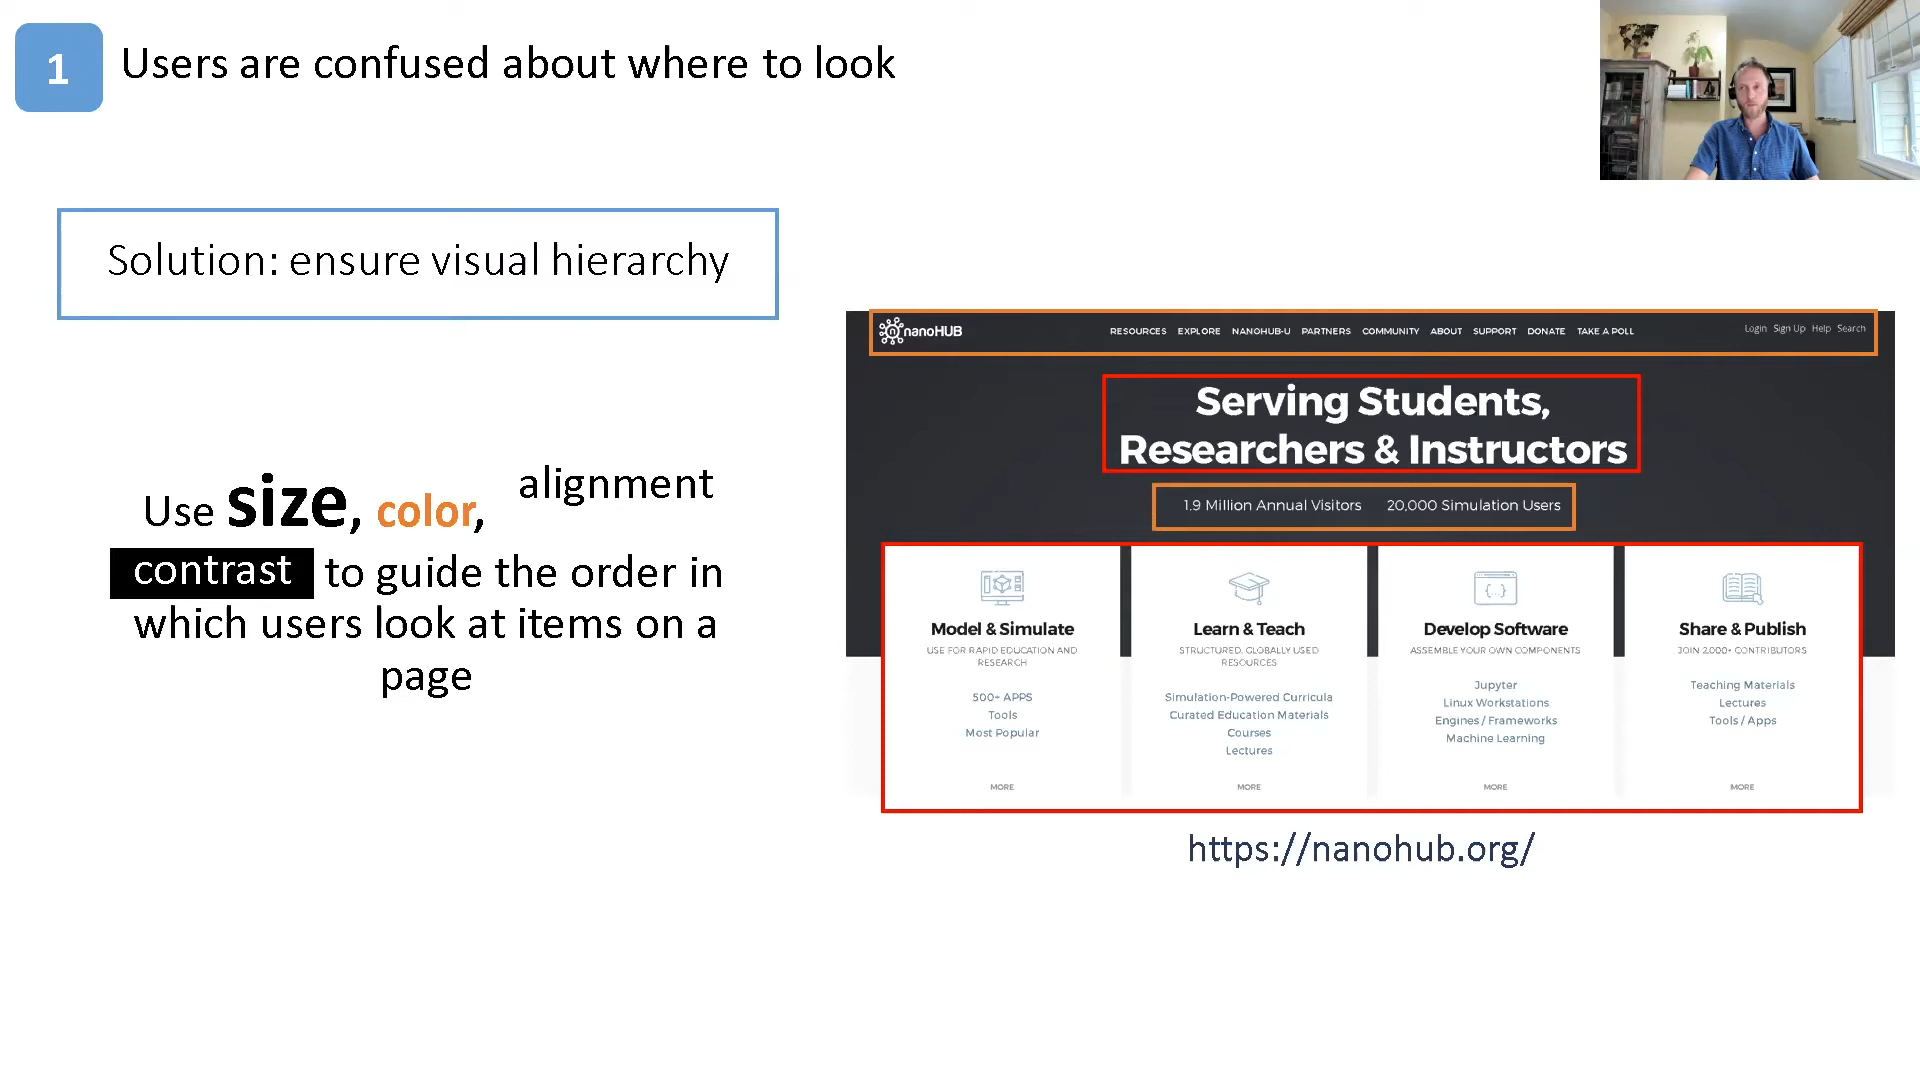 1
Users are confused about where to look
Solution: ensure visual hierarchy
Use size, color, alignment
contrast to guide the order in
which users look at items on a
page
nanoHUB
RESOURCES EXPLORE NANOHUB-U PARTNERS COMMUNITY ABOUT SUPPORT DONATE TAKE A POLL
Login Sign Up Help Search
Serving Students,
Researchers & Instructors
1.9 Million Annual Visitors 20,000 Simulation Users
Model & Simulate
USE FOR RAPID EDUCATION AND
RESEARCH
500+ APPS
Tools
Most Popular
MORE
Learn & Teach
STRUCTURED, GLOBALLY USED
RESOURCES
Simulation-Powered Curricula
Curated Education Materials
Courses
Lectures
MORE
{...}
Develop Software
ASSEMBLE YOUR OWN COMPONENTS
Jupyter
Linux Workstations
Engines / Frameworks
Machine Learning
MORE
Share & Publish
JOIN 2,000+ CONTRIBUTORS
Teaching Materials
Lectures
Tools / Apps
MORE
https://nanohub.org/